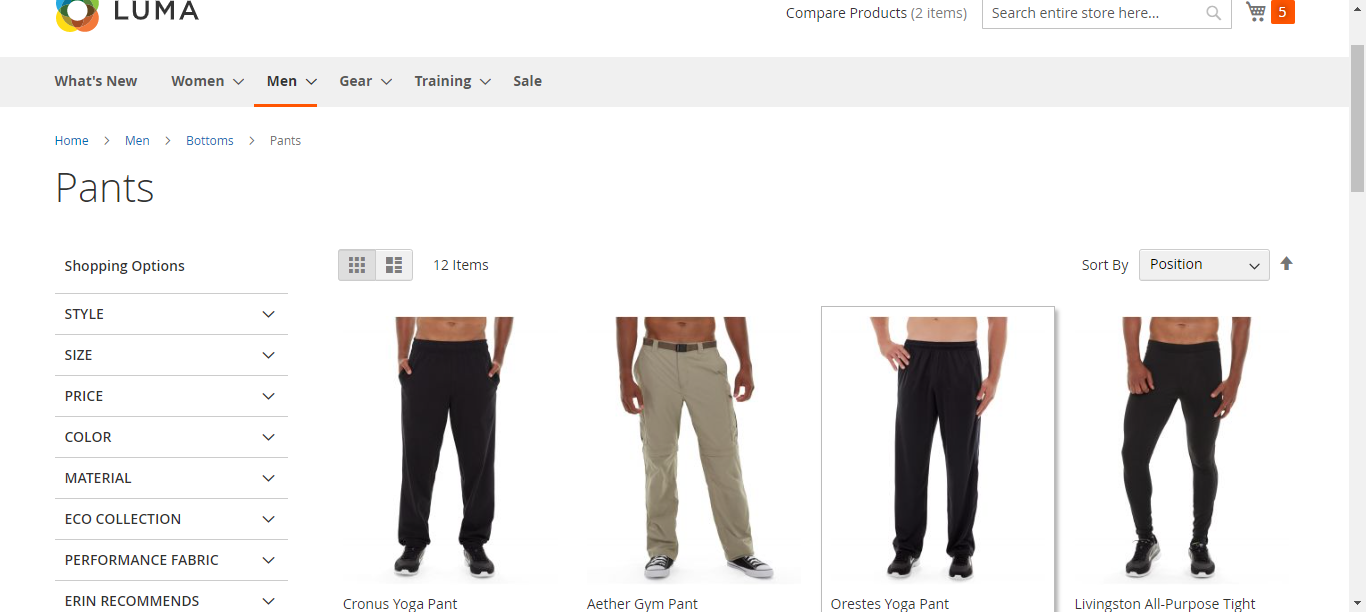 LUMA
Compare Products (2 items)
Search entire store here...
5
What's New
Women
Men
Gear
Training
Sale
Home
Men
Bottoms
Pants
Pants
Shopping Options
12 Items
Sort By
Position
STYLE
SIZE
PRICE
COLOR
MATERIAL
ECO COLLECTION
PERFORMANCE FABRIC
ERIN RECOMMENDS
Cronus Yoga Pant
Aether Gym Pant
Orestes Yoga Pant
Livingston All-Purpose Tight